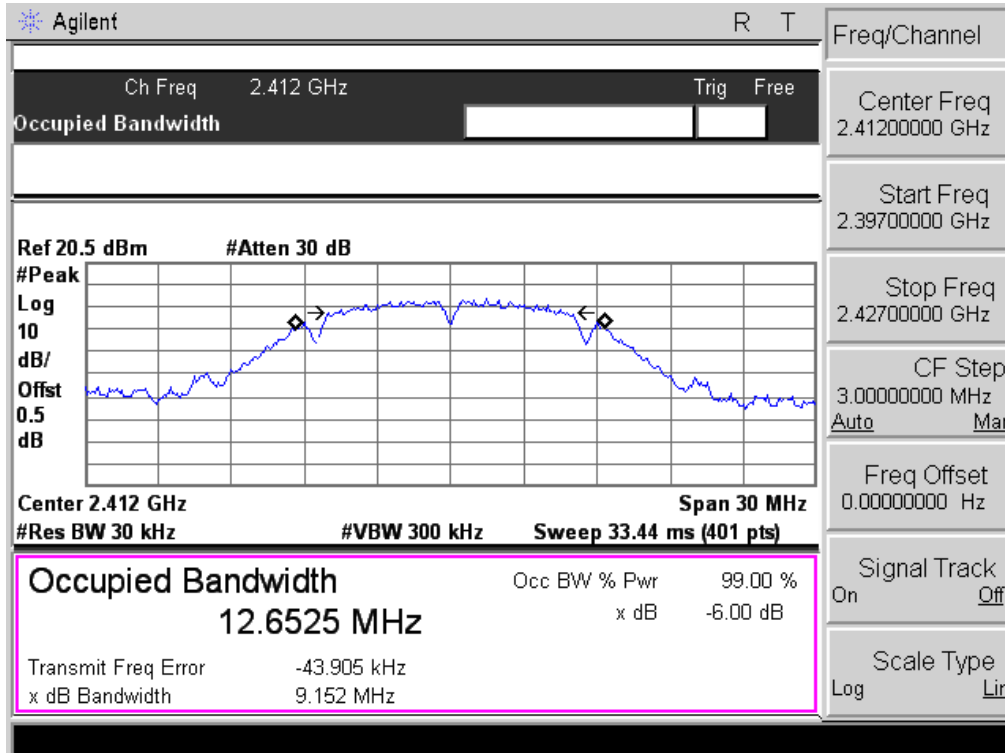 Agilent R T
Ch Freq 2.412 GHz Trig Free
Occupied Bandwidth
Ref 20.5 dBm #Atten 30 dB
#Peak
Log
10
dB/
Offst
0.5
dB
Center 2.412 GHz Span 30 MHz
#Res BW 30 kHz #VBW 300 kHz Sweep 33.44 ms (401 pts)
Occupied Bandwidth
12.6525 MHz
Occ BW % Pwr 99.00 %
x dB -6.00 dB
Transmit Freq Error -43.905 kHz
x dB Bandwidth 9.152 MHz
Freq/Channel
Center Freq
2.41200000 GHz
Start Freq
2.39700000 GHz
Stop Freq
2.42700000 GHz
CF Step
3.00000000 MHz
Auto Mar
Freq Offset
0.00000000 Hz
Signal Track
On Off
Scale Type
Log Lin